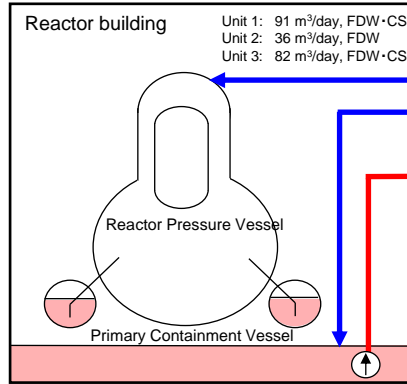 Reactor building
Unit 1: 91 m³/day, FDW・CS
Unit 2: 36 m³/day, FDW
Unit 3: 82 m³/day, FDW・CS
Reactor Pressure Vessel
Primary Containment Vessel